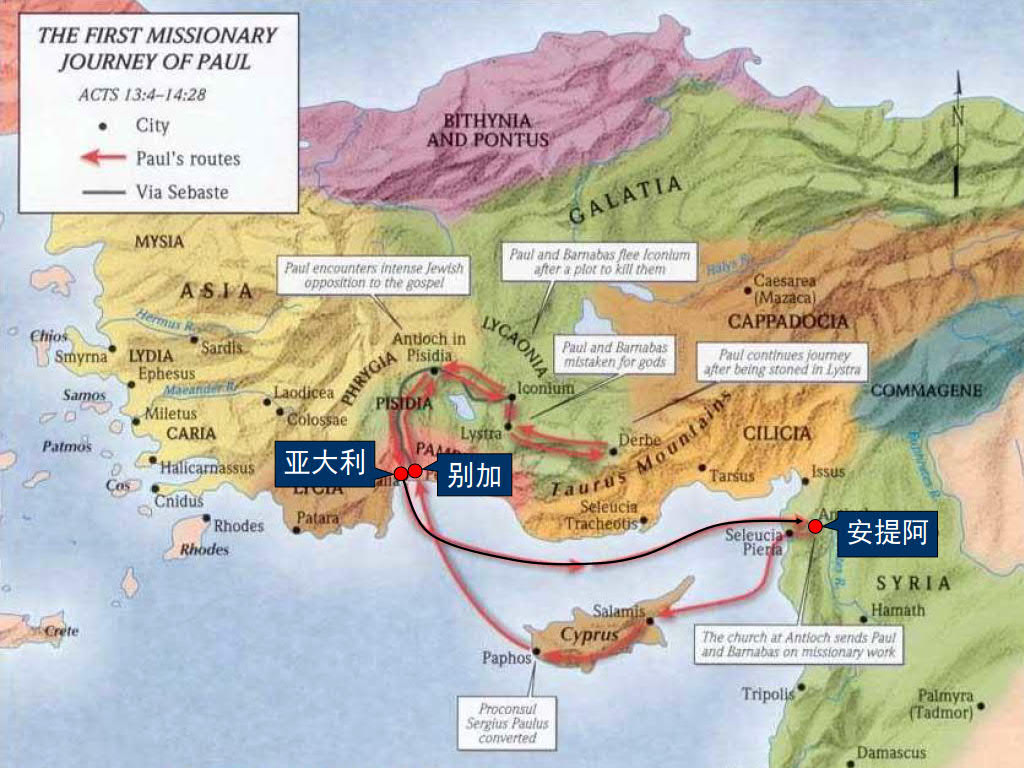 THE FIRST MISSIONARY
JOURNEY OF PAUL
ACTS 13:4–14:28
City
Paul's routes
Via Sebaste
N
BITHYNIA
AND PONTUS
GALATIA
MYSIA
ASIA
Paul encounters intense Jewish
opposition to the gospel
Paul and Barnabas flee Iconium
after a plot to kill them
Halys R.
Caesarea
(Mazaca)
CAPPADOCIA
Hermus R.
Chios
Smyrna
LYDIA
Sardis
Ephesus
Antioch in
Pisidia
LYCAONIA
PHRYGIA
Paul and Barnabas
mistaken for gods
Paul continues journey
after being stoned in Lystra
COMMAGENE
Samos
Maeander R.
Laodicea
Colossae
Miletus
CARIA
PISIDIA
Iconium
Lystra
Derbe
CILICIA
Patmos
Halicarnassus
Cos
Cnidus
亚大利
别加
LYCIA
Taurus Mountains
Tarsus
Issus
Euphrates R.
Rhodes
Rhodes
Patara
Seleucia
Tracheotis
Seleucia
Pieria
安提阿
SYRIA
Hamath
Salamis
Cyprus
Crete
Paphos
The church at Antioch sends Paul
and Barnabas on missionary work
Proconsul
Sergius Paulus
converted
Tripolis
Palmyra
(Tadmor)
Damascus